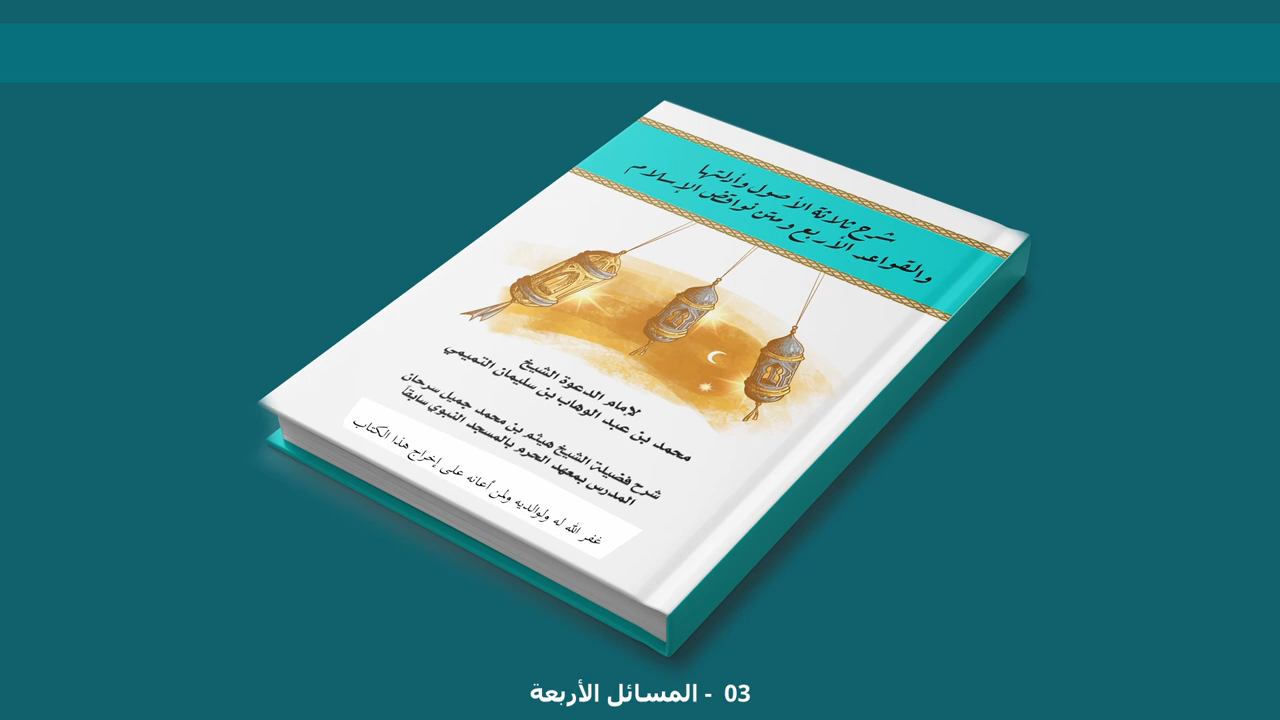 شرح ثلاثة الأصول وأدلتها
والقواعد الأربع ومتن نواقض الإسلام
لإمام الدعوة الشيخ
محمد بن عبد الوهاب بن سليمان التميمي
شرح فضيلة الشيخ هيثم بن محمد جميل سرحان
المدرس بمعهد الحرم بالمسجد النبوي سابقاً
غفر الله له ولوالديه ولمن أعانه على إخراج هذا الكتاب
03 - المسائل الأربعة